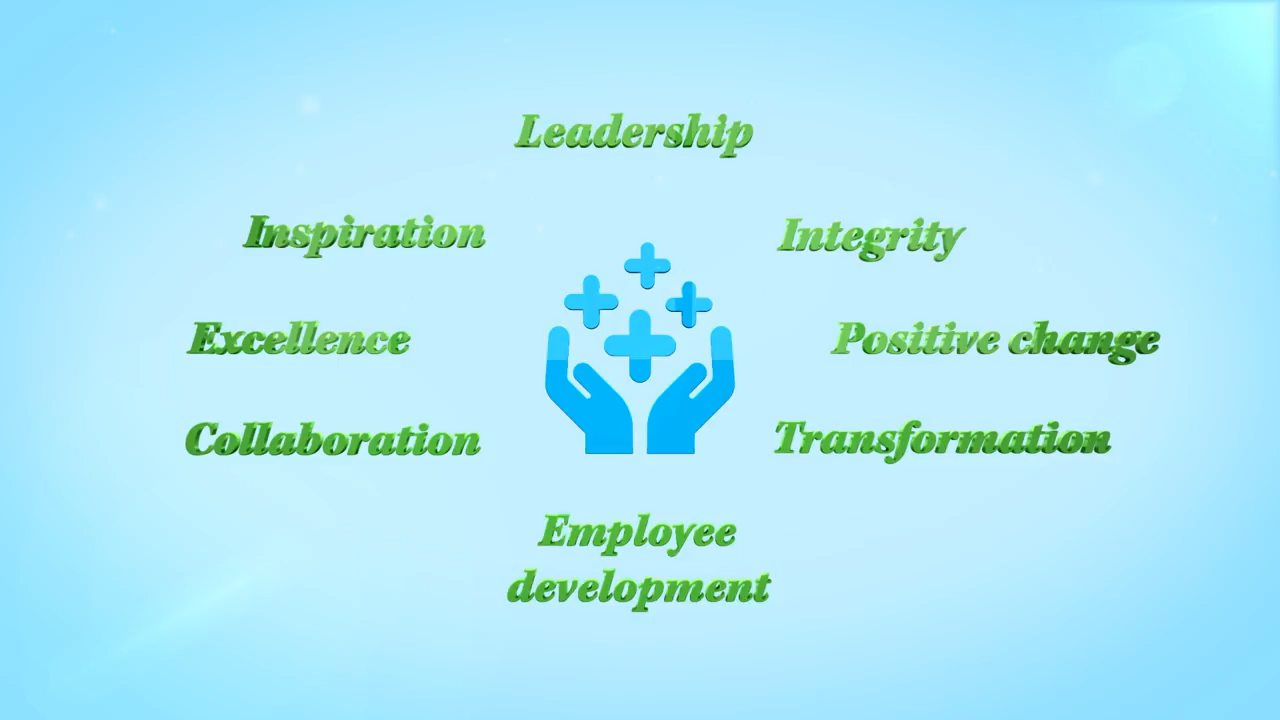 Leadership
Inspiration
Integrity
Excellence
Positive change
Collaboration
Transformation
Employee
development